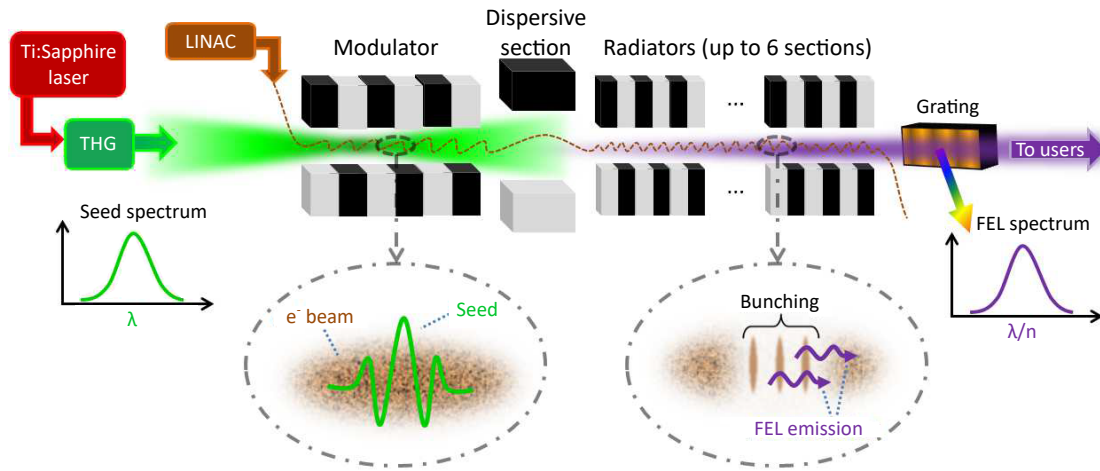 Ti:Sapphire
laser
THG
LINAC
Modulator
Dispersive
section
Radiators (up to 6 sections)
...
...
Grating
To users
Seed spectrum
λ
FEL spectrum
λ/n
e⁻ beam
Seed
Bunching
FEL emission